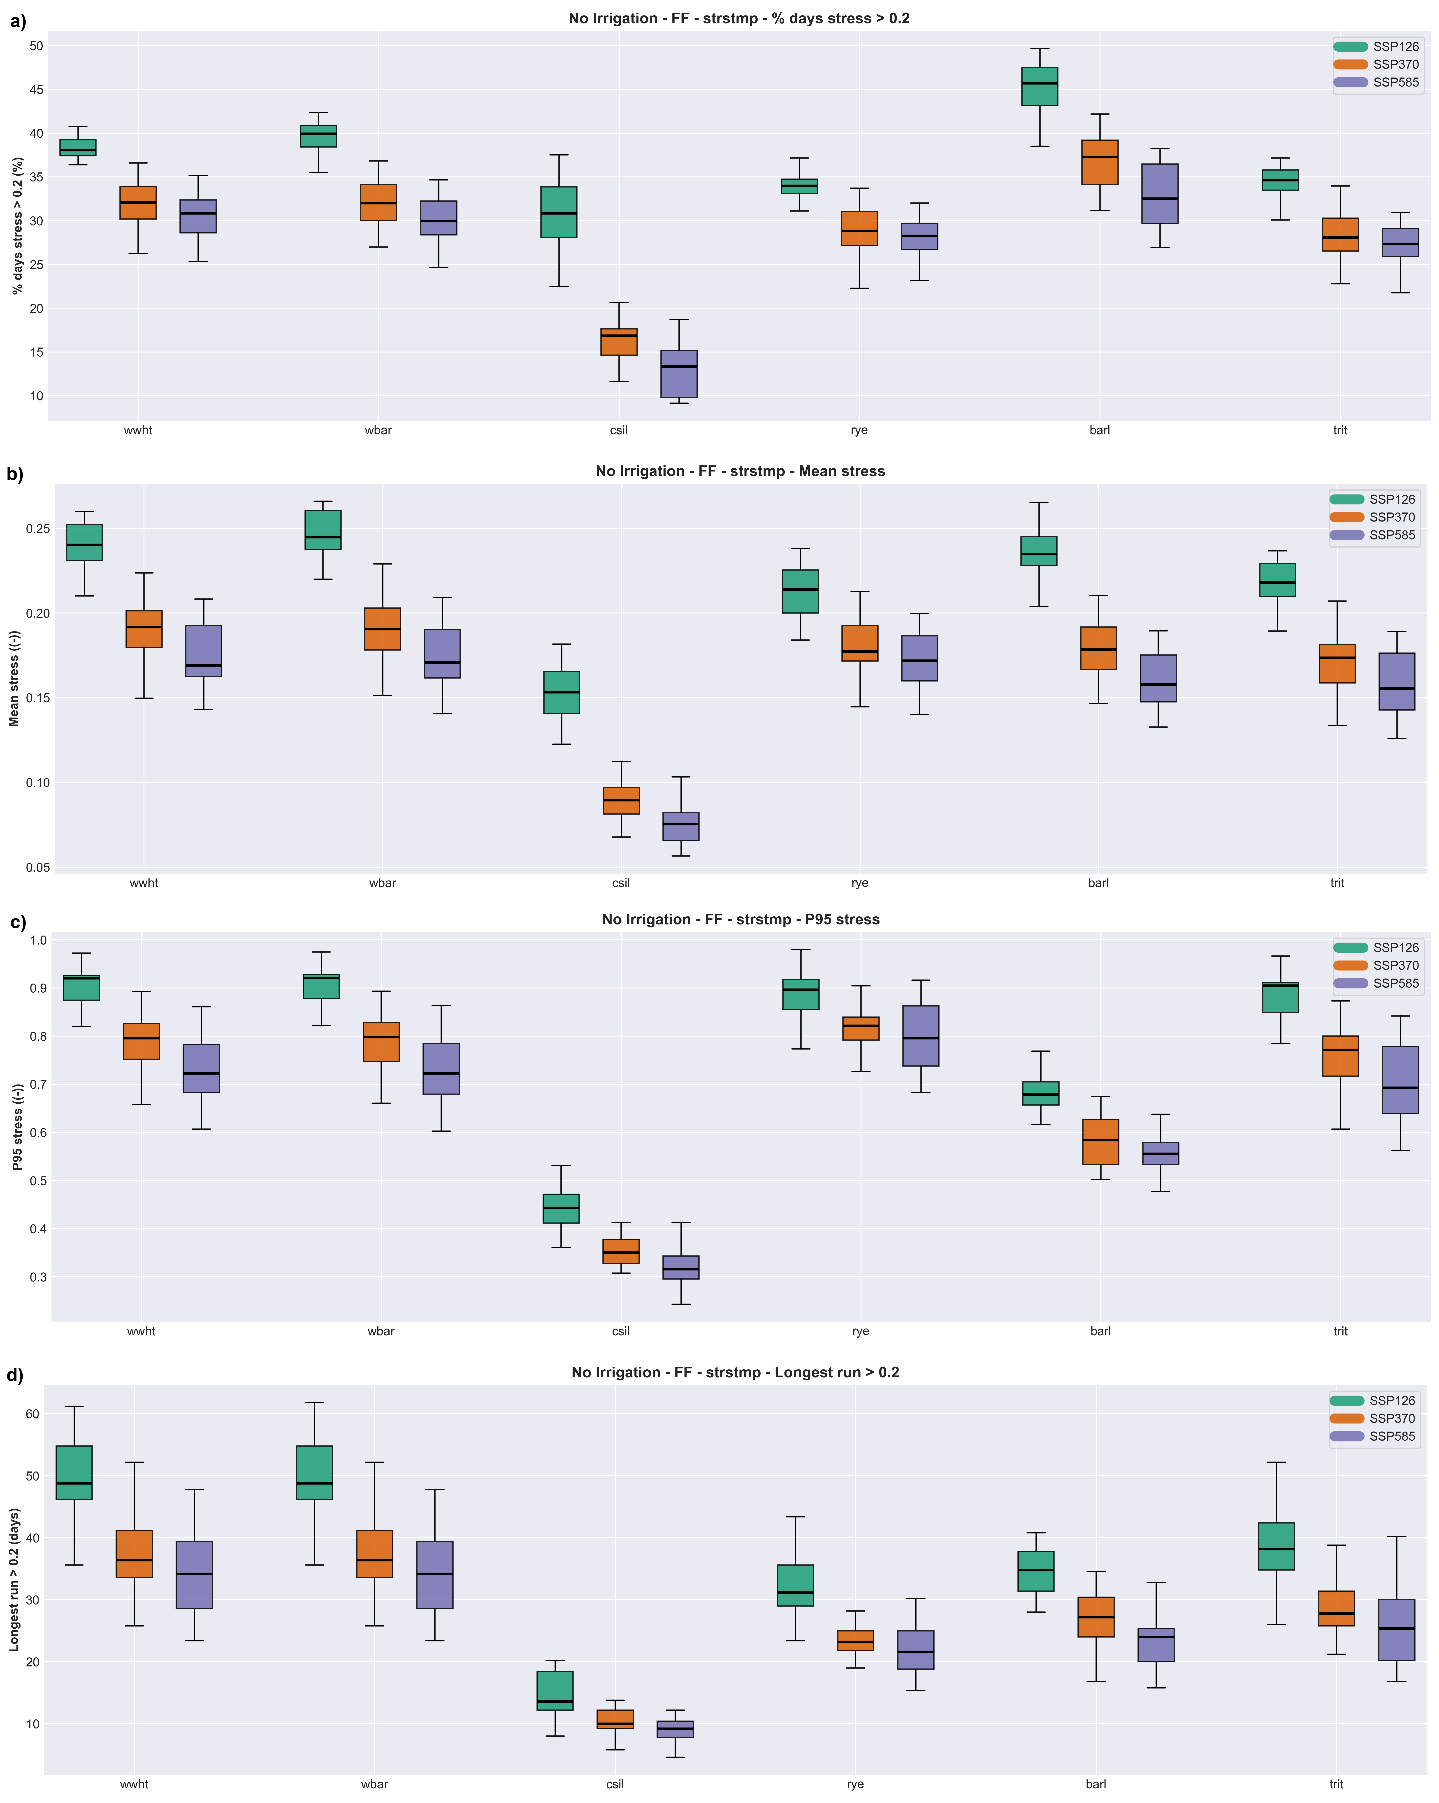 a)
No Irrigation - FF - strstmp - % days stress > 0.2
SSP126
SSP370
SSP585
% days stress > 0.2 (%)
50
45
40
35
30
25
20
15
10
wwht wbar csil rye barl trit
b)
No Irrigation - FF - strstmp - Mean stress
SSP126
SSP370
SSP585
Mean stress ((-))
0.25
0.20
0.15
0.10
0.05
wwht wbar csil rye barl trit
c)
No Irrigation - FF - strstmp - P95 stress
SSP126
SSP370
SSP585
P95 stress ((-))
1.0
0.9
0.8
0.7
0.6
0.5
0.4
0.3
wwht wbar csil rye barl trit
d)
No Irrigation - FF - strstmp - Longest run > 0.2
SSP126
SSP370
SSP585
Longest run > 0.2 (days)
60
50
40
30
20
10
wwht wbar csil rye barl trit